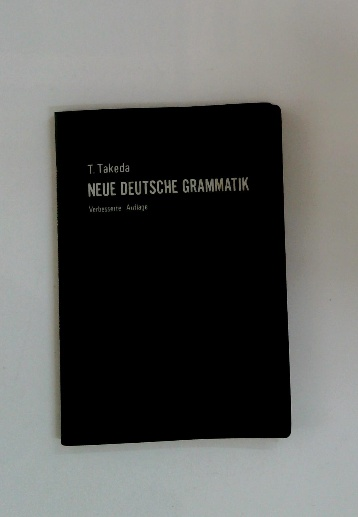 T. Takeda
NEUE DEUTSCHE GRAMMATIK
Verbesserte Auflage